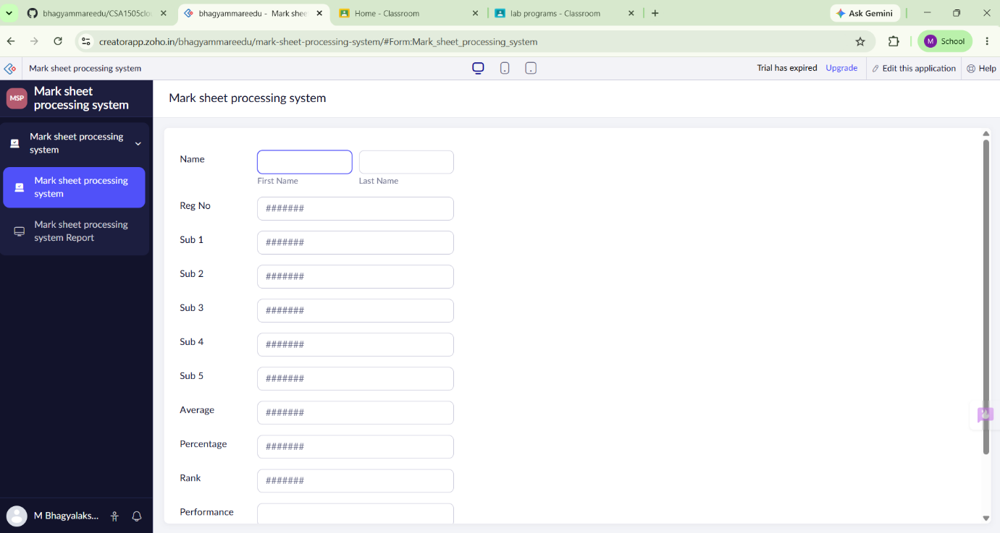 bhagyammareedu/CSA1505clo
bhagyammareedu - Mark shee
Home - Classroom
lab programs - Classroom
Ask Gemini
creatorapp.zoho.in/bhagyammareedu/mark-sheet-processing-system/#Form:Mark_sheet_processing_system
M School
Mark sheet processing system
Trial has expired
Upgrade
Edit this application
Help
MSP
Mark sheet
processing system
Mark sheet processing system
Mark sheet processing
system
Mark sheet processing
system
Mark sheet processing
system Report
Name
First Name
Last Name
Reg No
#######
Sub 1
#######
Sub 2
#######
Sub 3
#######
Sub 4
#######
Sub 5
#######
Average
#######
Percentage
#######
Rank
#######
Performance
M Bhagyalaks...